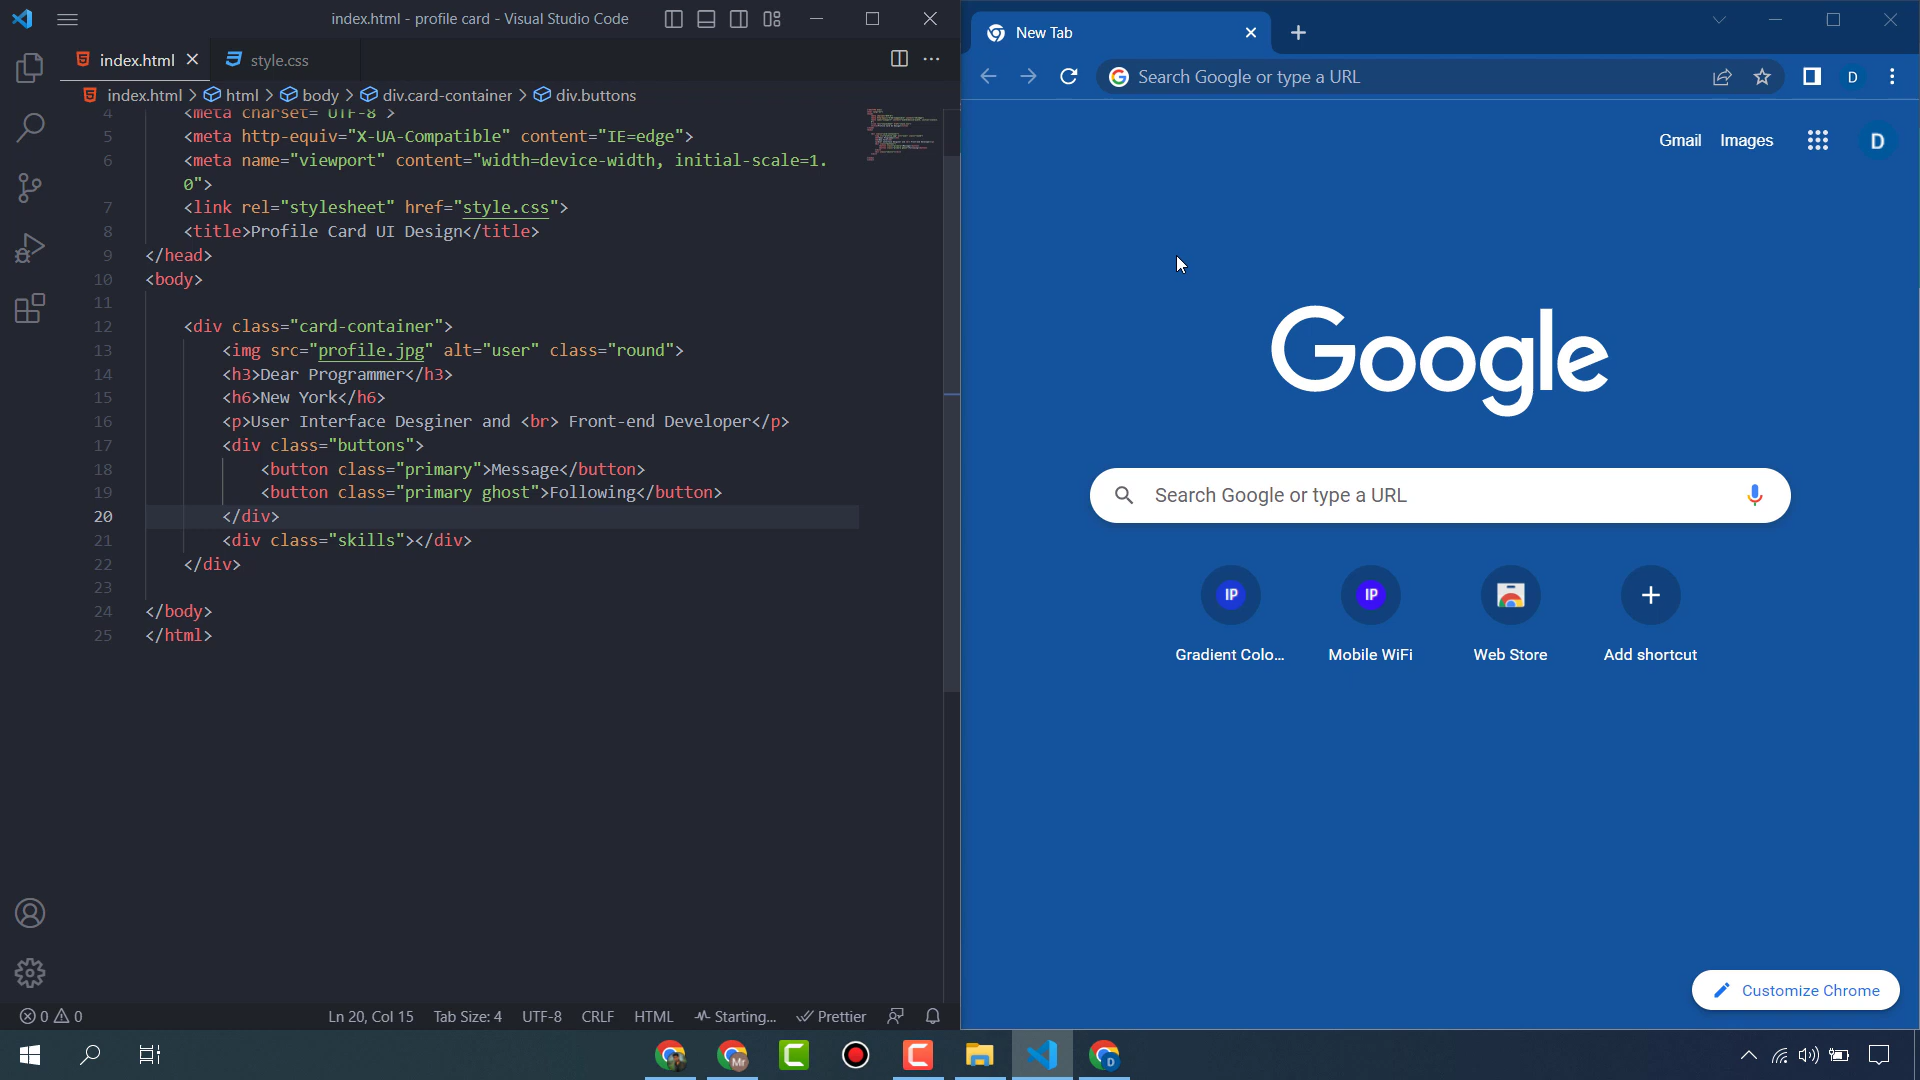 index.html - profile card - Visual Studio Code
index.html
style.css
index.html > html > body > div.card-container > div.buttons
4 <meta charset="UTF-8">
5 <meta http-equiv="X-UA-Compatible" content="IE=edge">
6 <meta name="viewport" content="width=device-width, initial-scale=1.
0">
7 <link rel="stylesheet" href="style.css">
8 <title>Profile Card UI Design</title>
9 </head>
10 <body>
11
12 <div class="card-container">
13 <img src="profile.jpg" alt="user" class="round">
14 <h3>Dear Programmer</h3>
15 <h6>New York</h6>
16 <p>User Interface Desginer and <br> Front-end Developer</p>
17 <div class="buttons">
18 <button class="primary">Message</button>
19 <button class="primary ghost">Following</button>
20 </div>
21 <div class="skills"></div>
22 </div>
23
24 </body>
25 </html>
0 0
Ln 20, Col 15
Tab Size: 4
UTF-8
CRLF
HTML
Starting...
Prettier
New Tab
Search Google or type a URL
D
Gmail
Images
D
Google
Search Google or type a URL
IP
IP
Gradient Colo...
Mobile WiFi
Web Store
Add shortcut
Customize Chrome
Mr
D